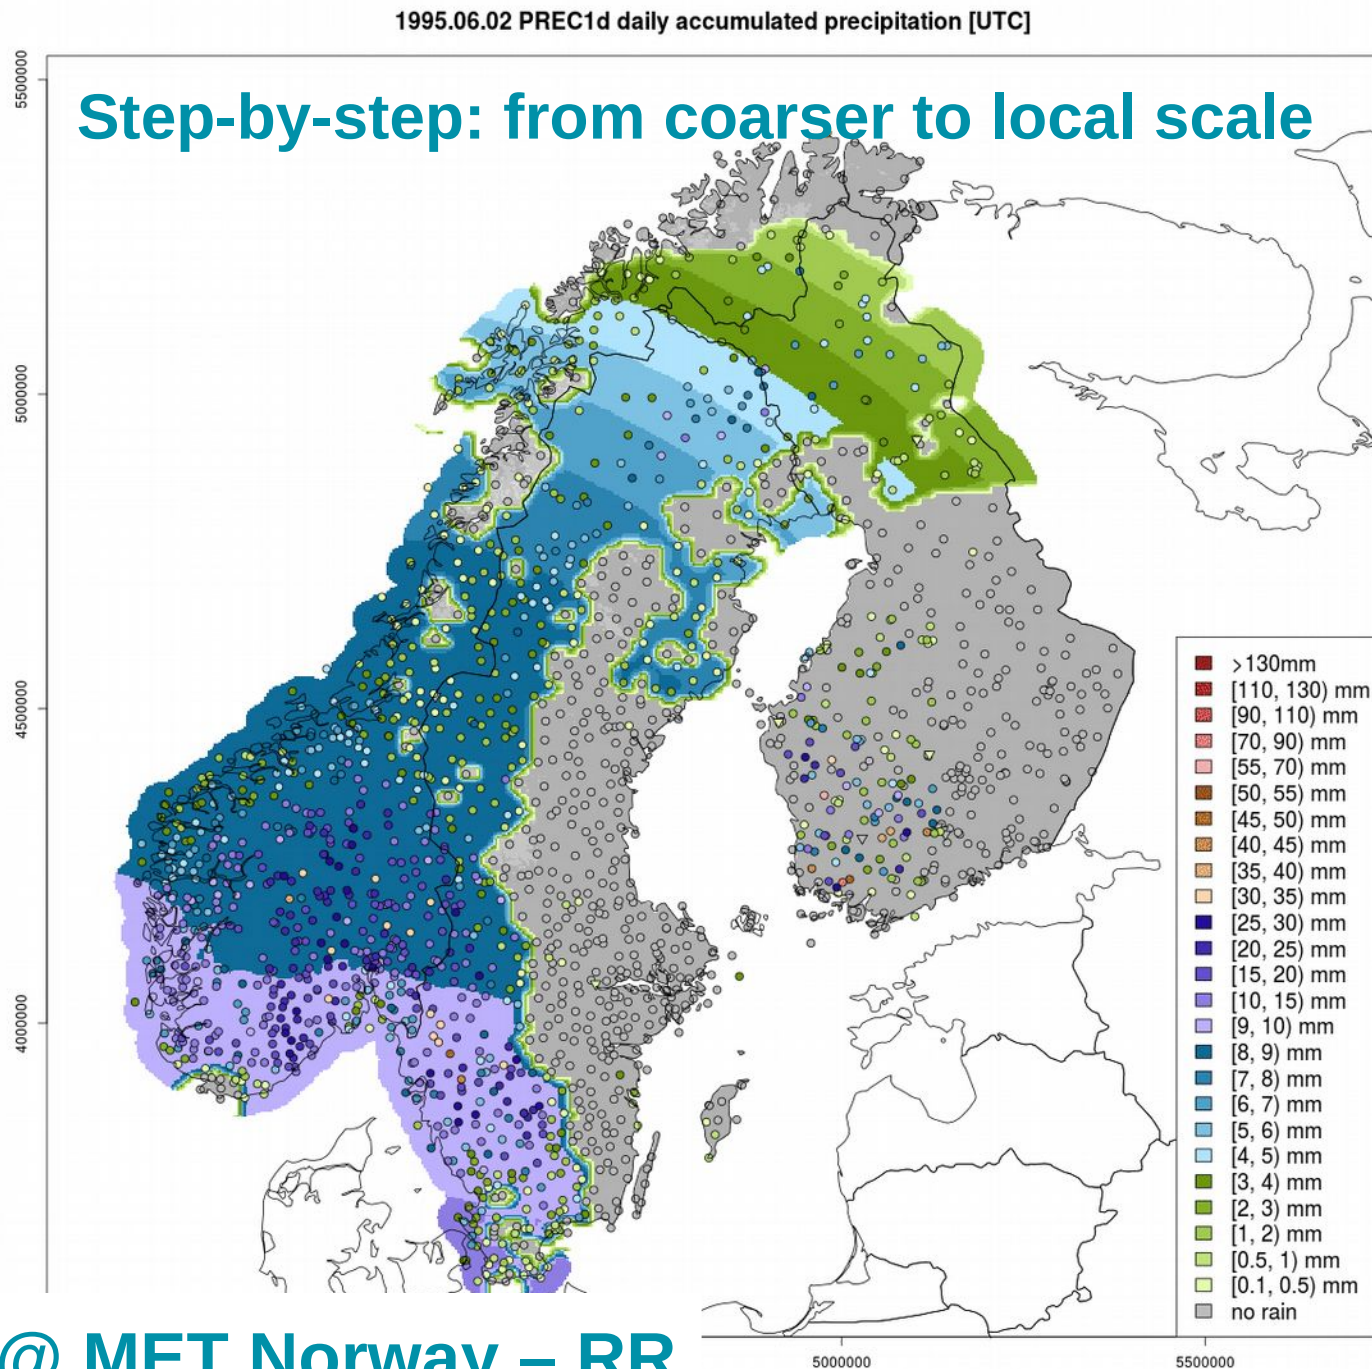 1995.06.02 PREC1d daily accumulated precipitation [UTC]
Step-by-step: from coarser to local scale
5500000
5000000
4500000
4000000
>130mm
[110, 130) mm
[90, 110) mm
[70, 90) mm
[55, 70) mm
[50, 55) mm
[45, 50) mm
[40, 45) mm
[35, 40) mm
[30, 35) mm
[25, 30) mm
[20, 25) mm
[15, 20) mm
[10, 15) mm
[9, 10) mm
[8, 9) mm
[7, 8) mm
[6, 7) mm
[5, 6) mm
[4, 5) mm
[3, 4) mm
[2, 3) mm
[1, 2) mm
[0.5, 1) mm
[0.1, 0.5) mm
no rain
@ MET Norway – RR
5000000
5500000